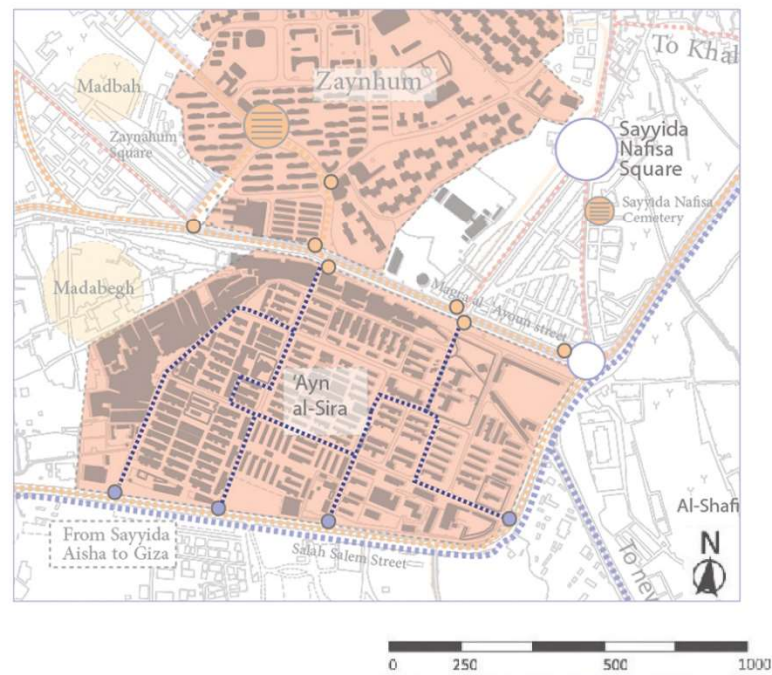 To Khal
Madbah
Zaynhum
Zaynahum
Square
Sayyida
Nafisa
Square
Sayyida Nafisa
Cemetery
Madabegh
Magra al-'Ayoun street
'Ayn
al-Sira
Al-Shafi
From Sayyida
Aisha to Giza
Salah Salem Street
To new
N
0 250 500 1000